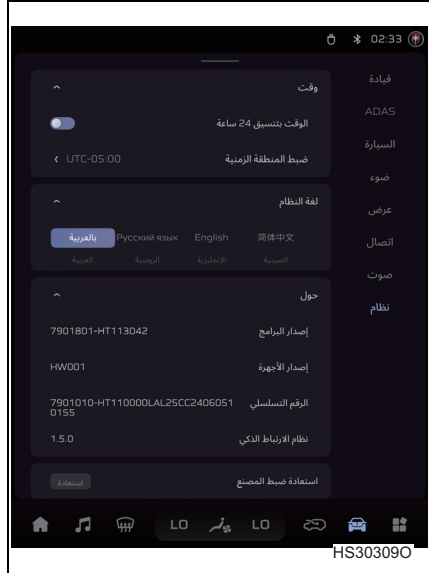 02:33
قيادة
ADAS
السيارة
ضوء
عرض
اتصال
صوت
نظام
وقت
الوقت بتنسيق 24 ساعة
ضبط المنطقة الزمنية
UTC-05:00
لغة النظام
بالعربية Русский язык English 简体中文
العربية الروسية الإنجليزية الصينية
حول
إصدار البرامج
7901801-HT113042
إصدار الأجهزة
HW001
الرقم التسلسلي
7901010-HT110000LAL25CC2406051
0155
نظام الارتباط الذكي
1.5.0
استعادة ضبط المصنع
استعادة
LO LO
HS30309O